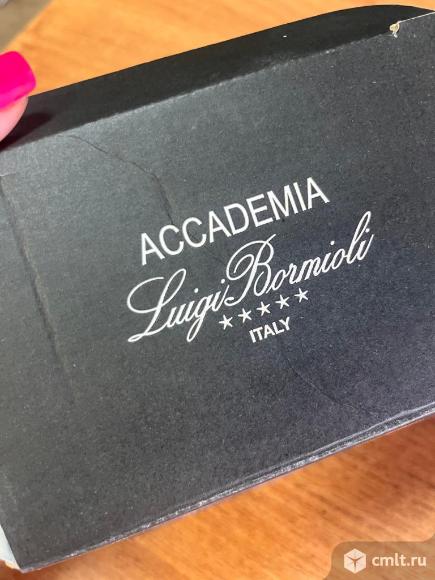 ACCADEMIA
Luigi Bormioli
★★★★★
ITALY
cmlt.ru